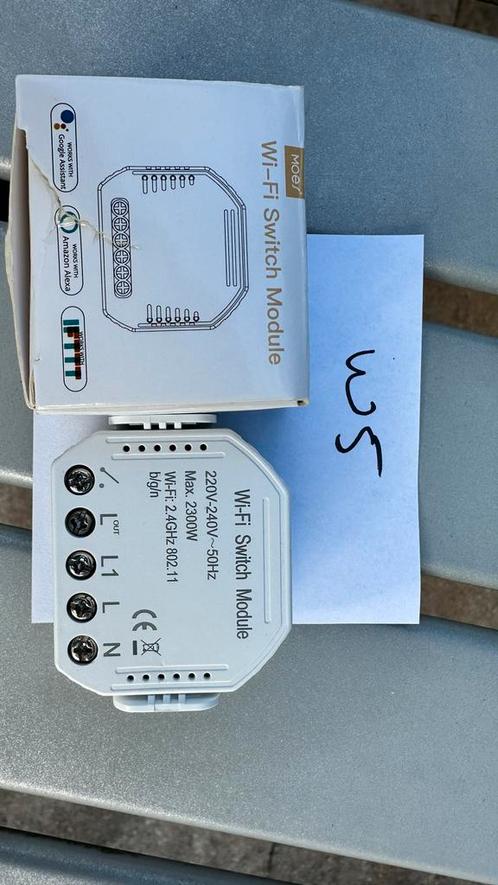 Moes
Wi-Fi Switch Module
WORKS WITH
Google Assistant
WORKS WITH
Amazon Alexa
IFTTT
W5
Wi-Fi Switch Module
220V-240V~50Hz
Max. 2300W
Wi-Fi: 2.4GHz 802.11
b/g/n
CE
L OUT
L1
L
N